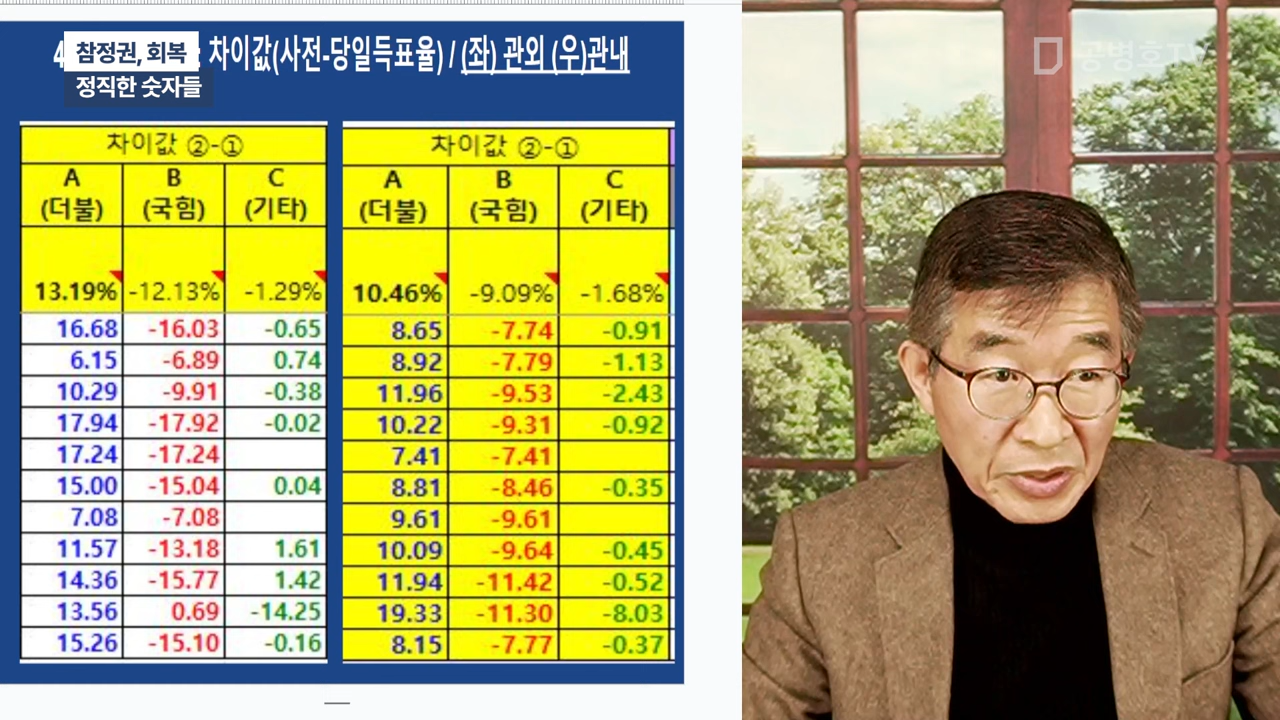 참정권, 회복
정직한 숫자들
4 : 차이값(사전-당일득표율) / (좌) 관외 (우)관내
공병호TV
차이값 ②-①
A B C
(더불) (국힘) (기타)
13.19% -12.13% -1.29%
16.68 -16.03 -0.65
6.15 -6.89 0.74
10.29 -9.91 -0.38
17.94 -17.92 -0.02
17.24 -17.24
15.00 -15.04 0.04
7.08 -7.08
11.57 -13.18 1.61
14.36 -15.77 1.42
13.56 0.69 -14.25
15.26 -15.10 -0.16
차이값 ②-①
A B C
(더불) (국힘) (기타)
10.46% -9.09% -1.68%
8.65 -7.74 -0.91
8.92 -7.79 -1.13
11.96 -9.53 -2.43
10.22 -9.31 -0.92
7.41 -7.41
8.81 -8.46 -0.35
9.61 -9.61
10.09 -9.64 -0.45
11.94 -11.42 -0.52
19.33 -11.30 -8.03
8.15 -7.77 -0.37